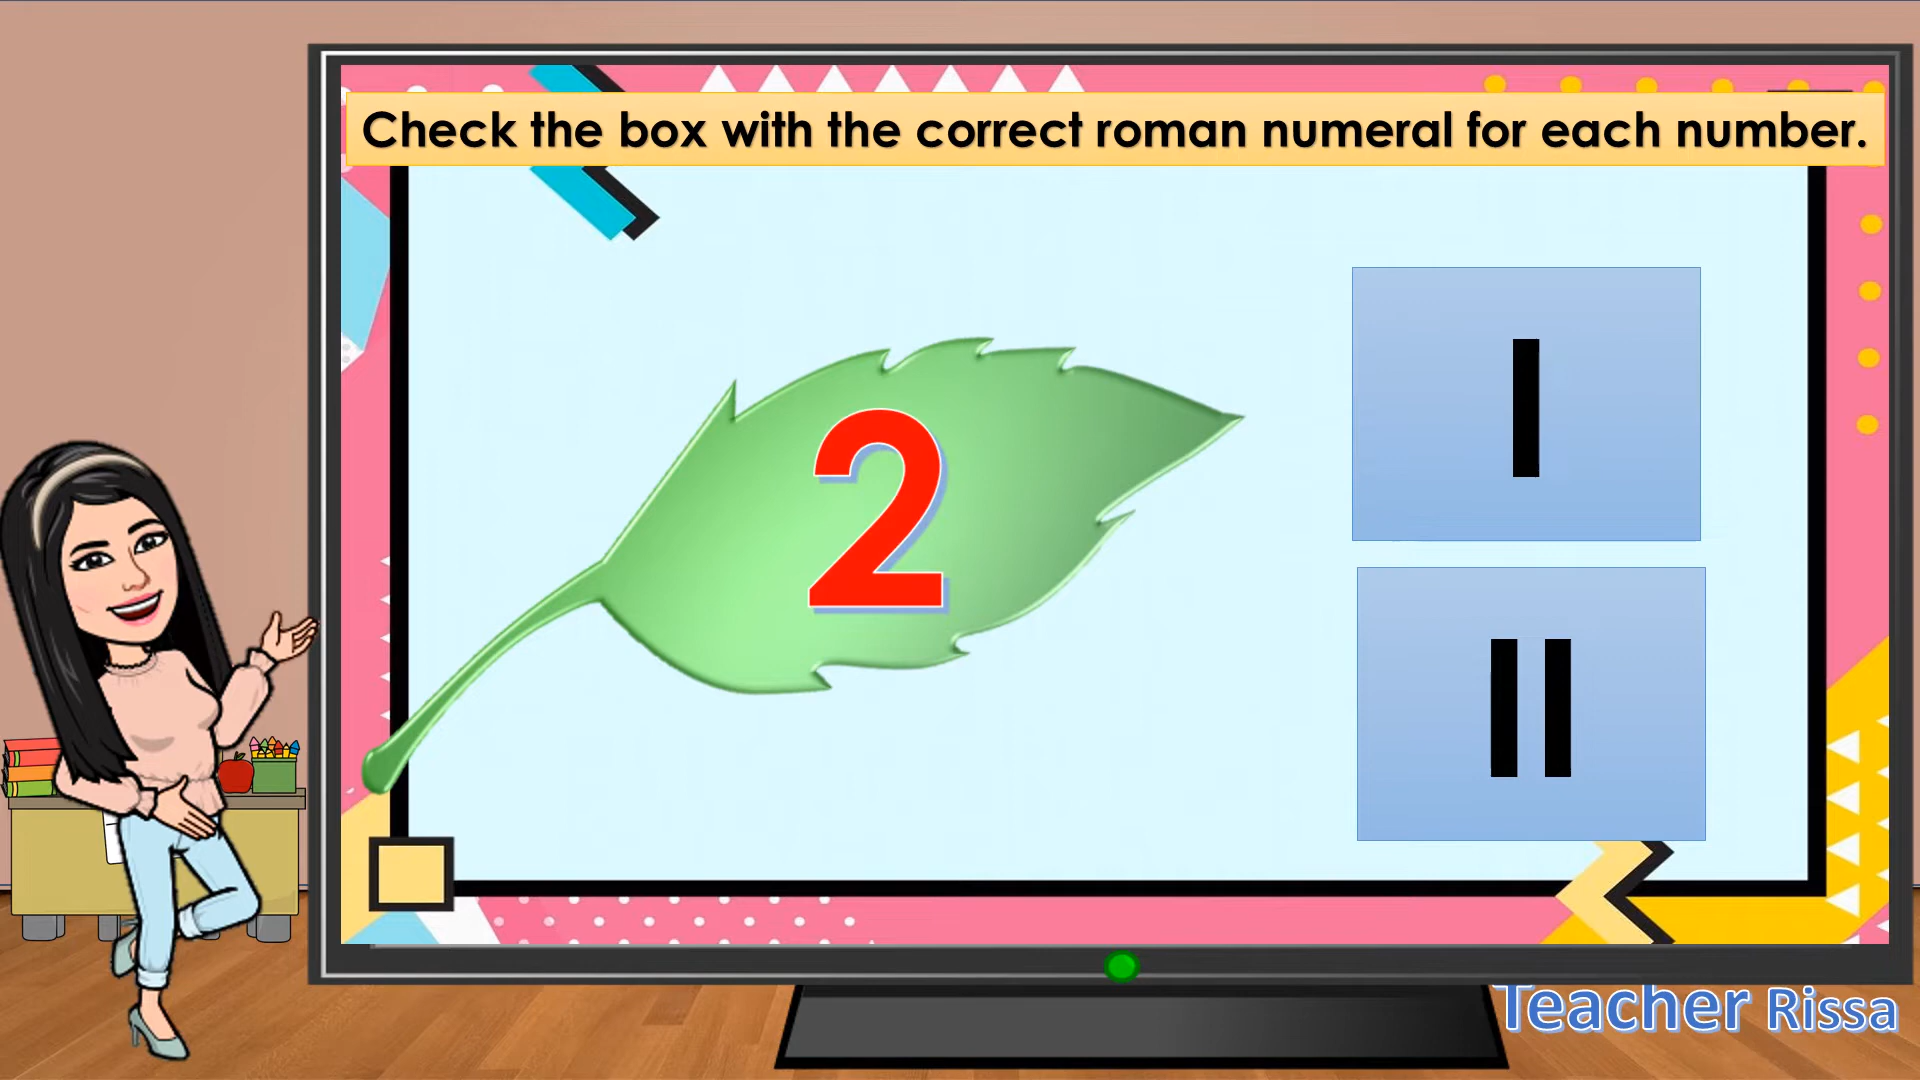 Check the box with the correct roman numeral for each number.
2
I
II
Teacher Rissa